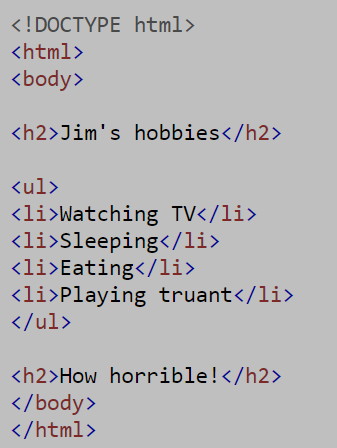 <!DOCTYPE html>
<html>
<body>
<h2>Jim's hobbies</h2>
<ul>
<li>Watching TV</li>
<li>Sleeping</li>
<li>Eating</li>
<li>Playing truant</li>
</ul>
<h2>How horrible!</h2>
</body>
</html>